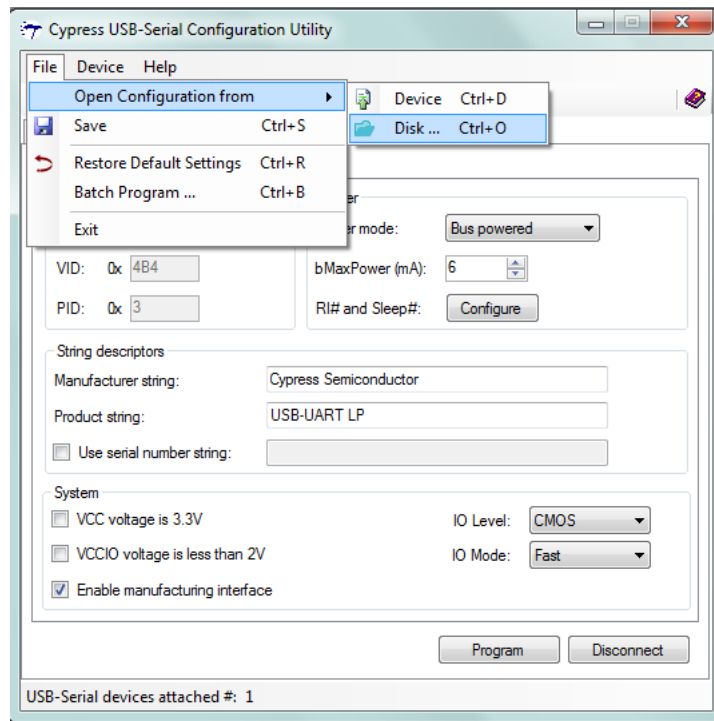 Cypress USB-Serial Configuration Utility
File Device Help
Open Configuration from
Device Ctrl+D
Save Ctrl+S
Disk ... Ctrl+O
Restore Default Settings Ctrl+R
Batch Program ... Ctrl+B
Exit
mode: Bus powered
VID: 0x 4B4
bMaxPower (mA): 6
PID: 0x 3
RI# and Sleep#: Configure
String descriptors
Manufacturer string: Cypress Semiconductor
Product string: USB-UART LP
Use serial number string:
System
VCC voltage is 3.3V
IO Level: CMOS
VCCIO voltage is less than 2V
IO Mode: Fast
Enable manufacturing interface
Program Disconnect
USB-Serial devices attached #: 1